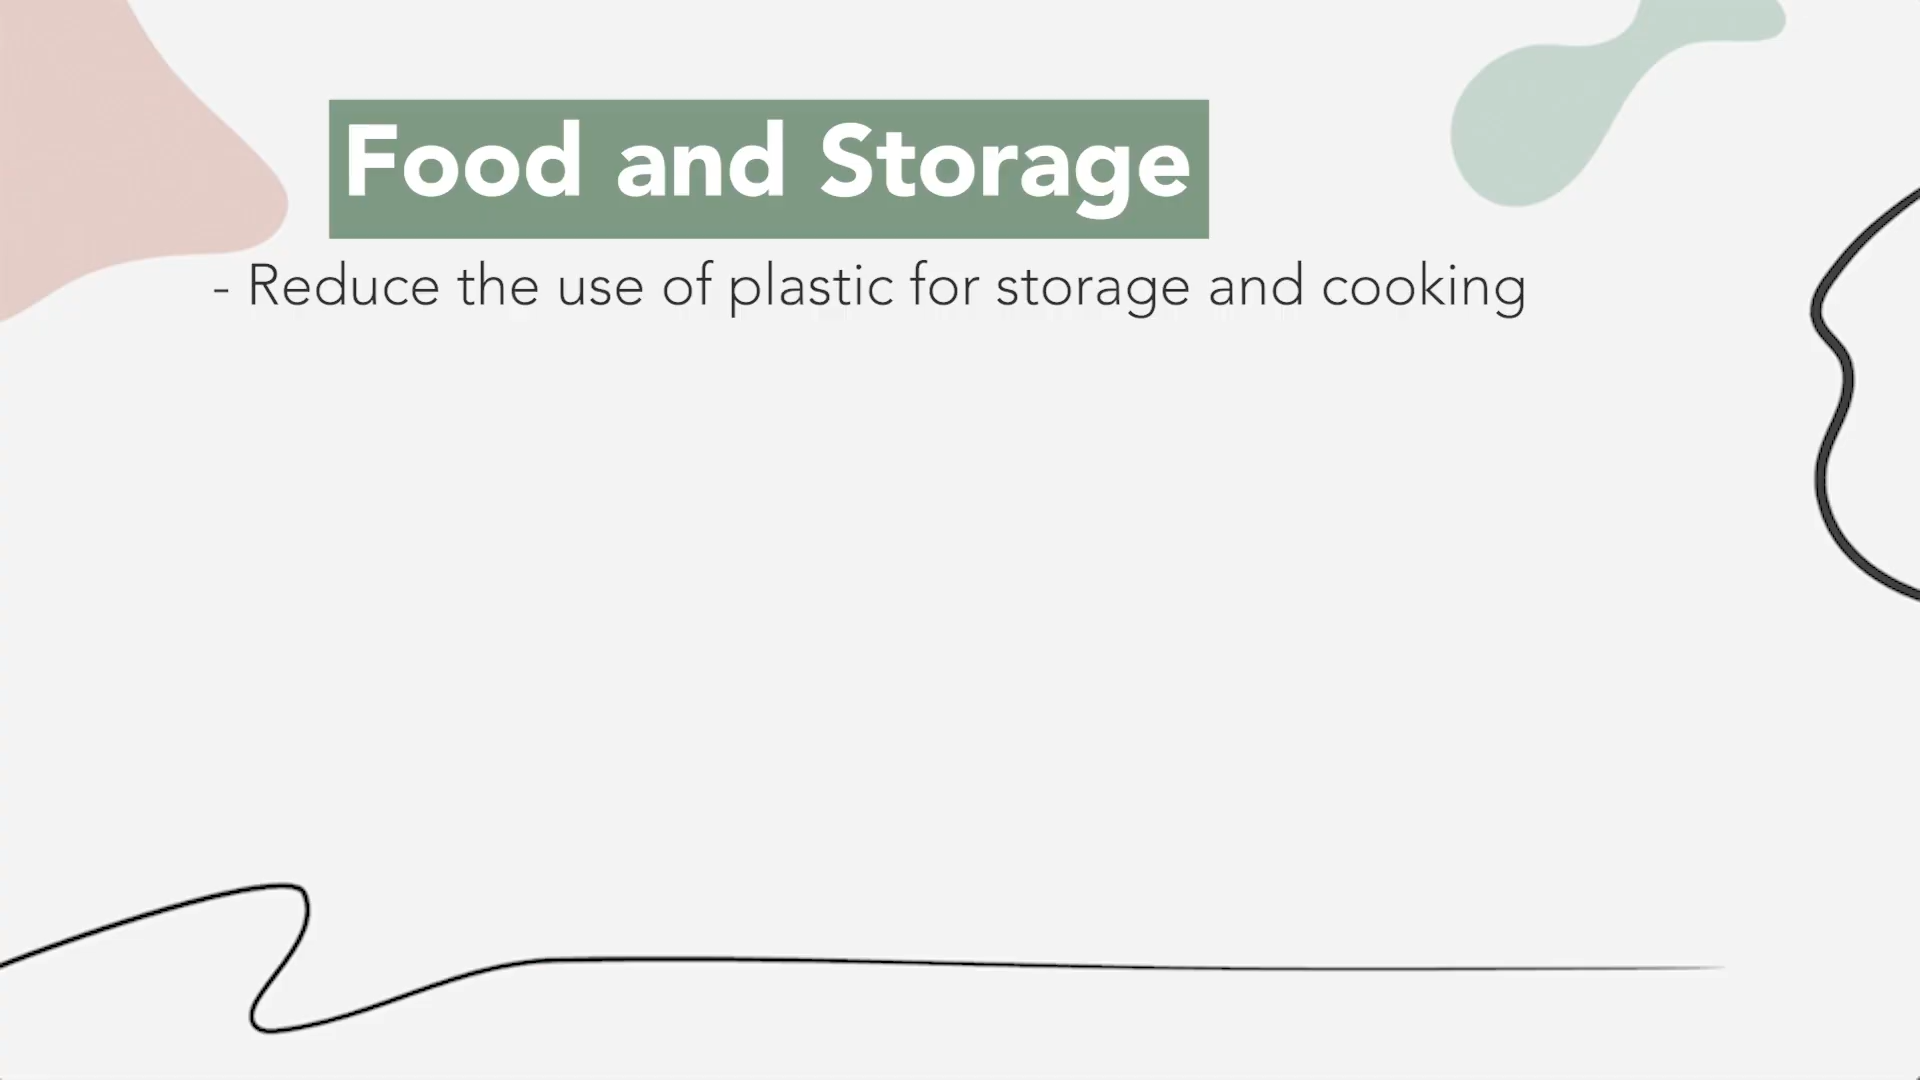 Food and Storage
- Reduce the use of plastic for storage and cooking